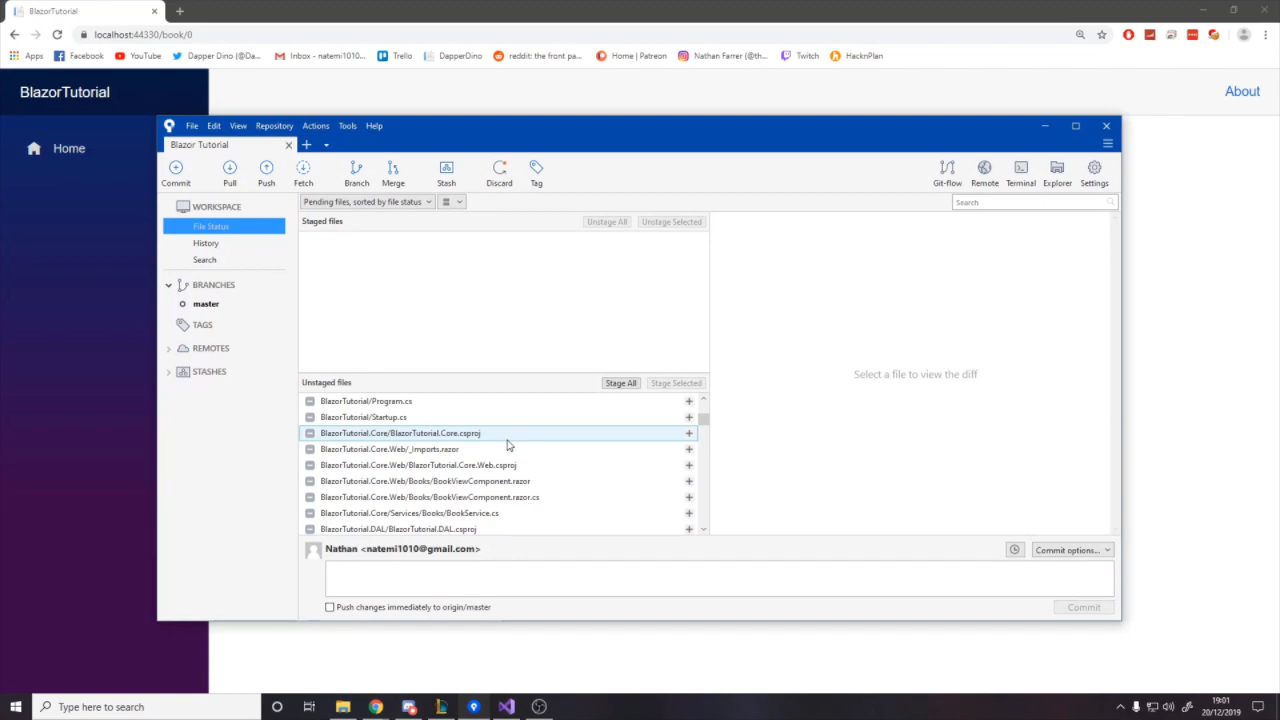 BlazorTutorial
localhost:44330/book/0
Apps Facebook YouTube Dapper Dino (@Da... Inbox - natemi1010... Trello DapperDino reddit: the front pa... Home | Patreon Nathan Farrer (@th... Twitch HacknPlan
BlazorTutorial
About
Home
File Edit View Repository Actions Tools Help
Blazor Tutorial
Commit Pull Push Fetch Branch Merge Stash Discard Tag Git-flow Remote Terminal Explorer Settings
WORKSPACE
File Status
History
Search
BRANCHES
master
TAGS
REMOTES
STASHES
Pending files, sorted by file status
Search
Staged files Unstage All Unstage Selected
Select a file to view the diff
Unstaged files Stage All Stage Selected
BlazorTutorial/Program.cs
BlazorTutorial/Startup.cs
BlazorTutorial.Core/BlazorTutorial.Core.csproj
BlazorTutorial.Core.Web/_Imports.razor
BlazorTutorial.Core.Web/BlazorTutorial.Core.Web.csproj
BlazorTutorial.Core.Web/Books/BookViewComponent.razor
BlazorTutorial.Core.Web/Books/BookViewComponent.razor.cs
BlazorTutorial.Core/Services/Books/BookService.cs
BlazorTutorial.DAL/BlazorTutorial.DAL.csproj
Nathan <natemi1010@gmail.com>
Commit options...
Push changes immediately to origin/master
Commit
Type here to search
19:01
20/12/2019